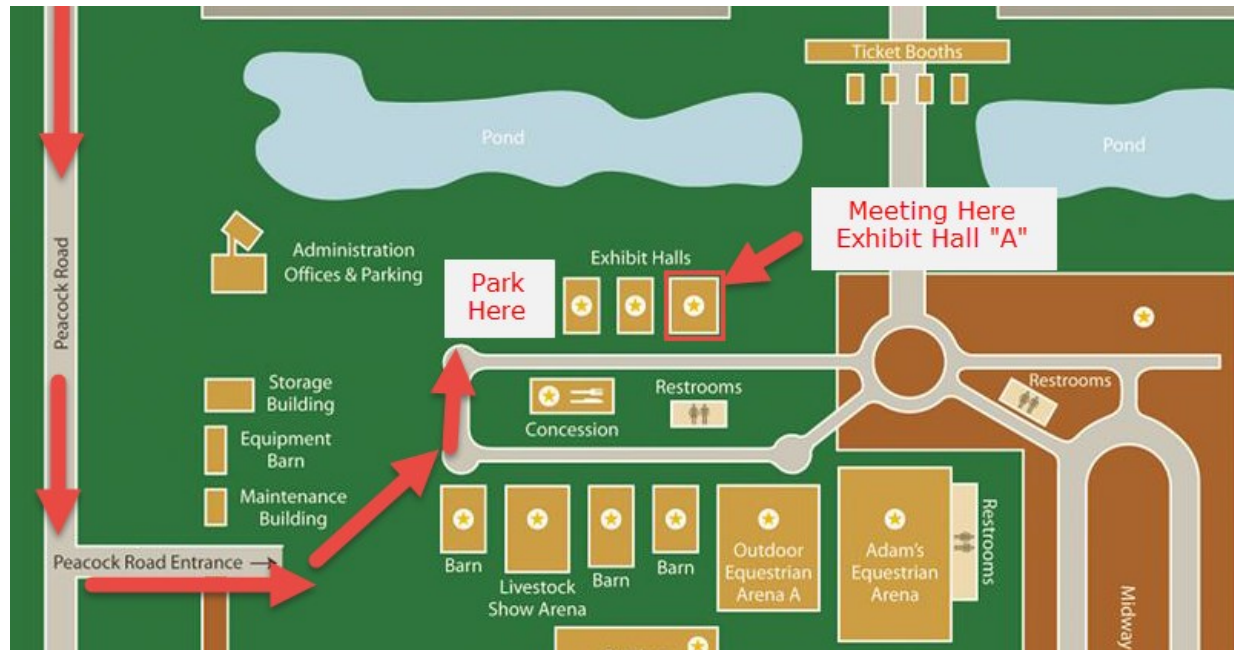 Ticket Booths
Pond
Pond
Meeting Here
Exhibit Hall "A"
Peacock Road
Administration
Offices & Parking
Exhibit Halls
Park
Here
Storage
Building
Restrooms
Concession
Restrooms
Equipment
Barn
Maintenance
Building
Peacock Road Entrance →
Barn
Livestock
Show Arena
Barn
Barn
Outdoor
Equestrian
Arena A
Adam's
Equestrian
Arena
Restrooms
Midway